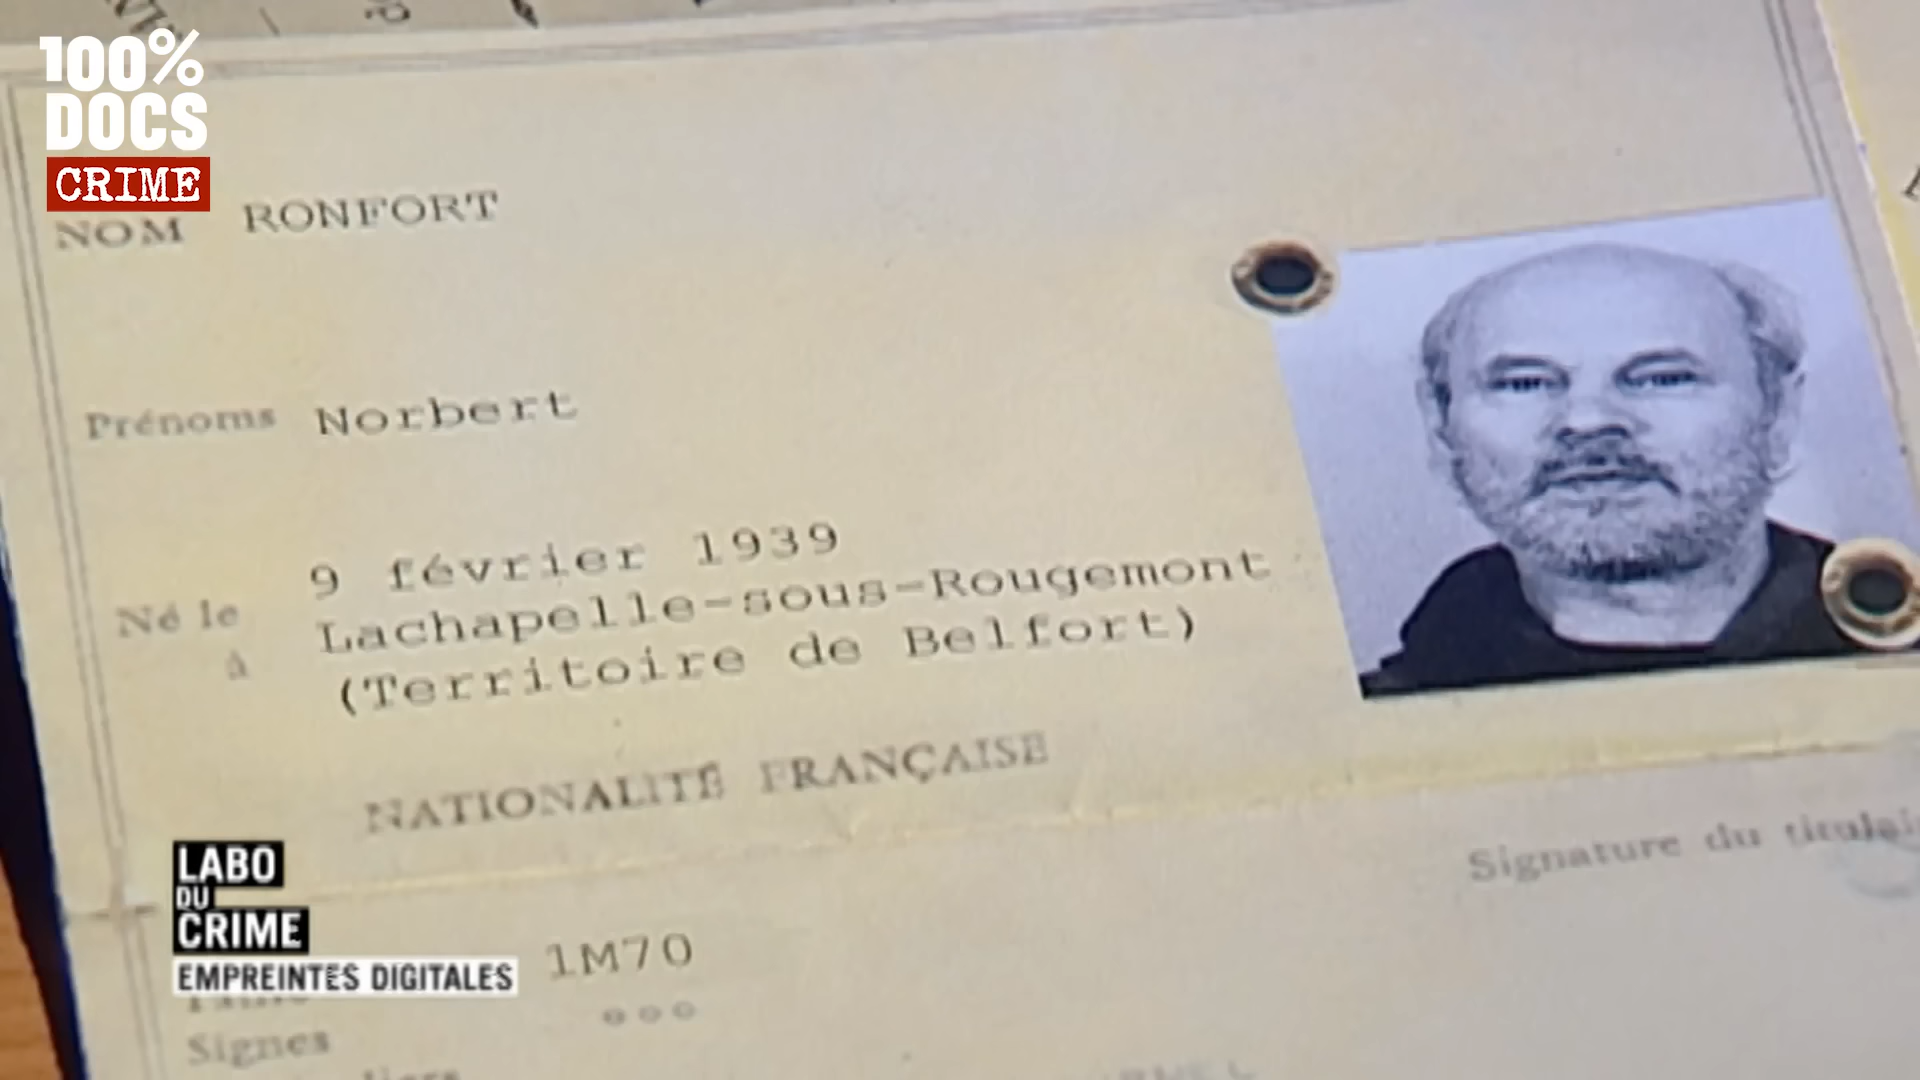 100%
DOCS
CRIME
NOM RONFORT
Prénoms Norbert
9 février 1939
Né le
Lachapelle-sous-Rougemont
à
(Territoire de Belfort)
NATIONALITÉ FRANÇAISE
Signature du
LABO
DU
CRIME
EMPREINTES DIGITALES
1M70
Signes